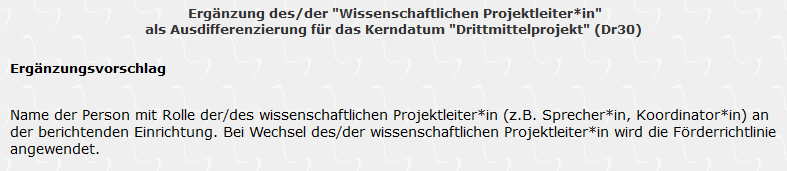 Ergänzung des/der "Wissenschaftlichen Projektleiter*in"
als Ausdifferenzierung für das Kerndatum "Drittmittelprojekt" (Dr30)
Ergänzungsvorschlag
Name der Person mit Rolle der/des wissenschaftlichen Projektleiter*in (z.B. Sprecher*in, Koordinator*in) an
der berichtenden Einrichtung. Bei Wechsel des/der wissenschaftlichen Projektleiter*in wird die Förderrichtlinie
angewendet.